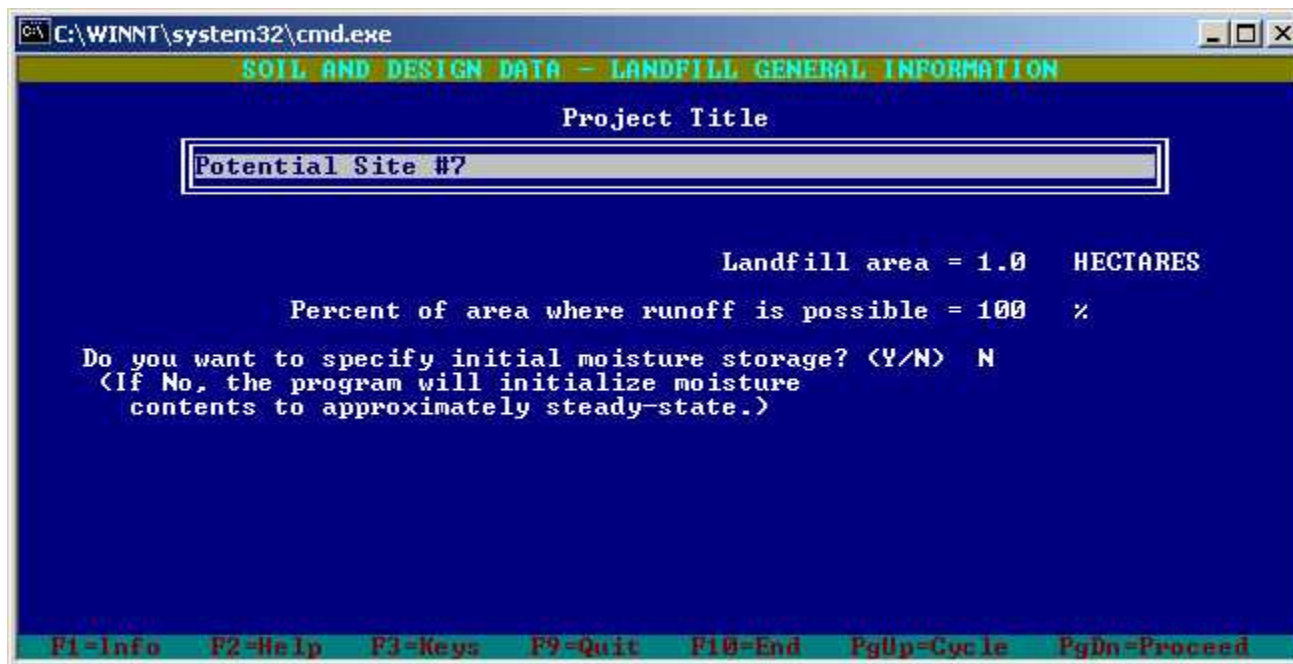 C:\WINNT\system32\cmd.exe
SOIL AND DESIGN DATA - LANDFILL GENERAL INFORMATION
Project Title
Potential Site #7
Landfill area = 1.0 HECTARES
Percent of area where runoff is possible = 100 %
Do you want to specify initial moisture storage? (Y/N) N
(If No, the program will initialize moisture
contents to approximately steady-state.)
F1=Info F2=Help F3=Keys F9=Quit F10=End PgUp=Cycle PgDn=Proceed